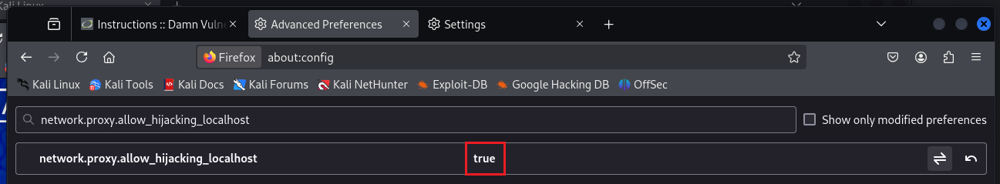 Kali Linux
Instructions :: Damn Vulne
Advanced Preferences
Settings
Firefox
about:config
Kali Linux Kali Tools Kali Docs Kali Forums Kali NetHunter Exploit-DB Google Hacking DB OffSec
network.proxy.allow_hijacking_localhost
Show only modified preferences
network.proxy.allow_hijacking_localhost true